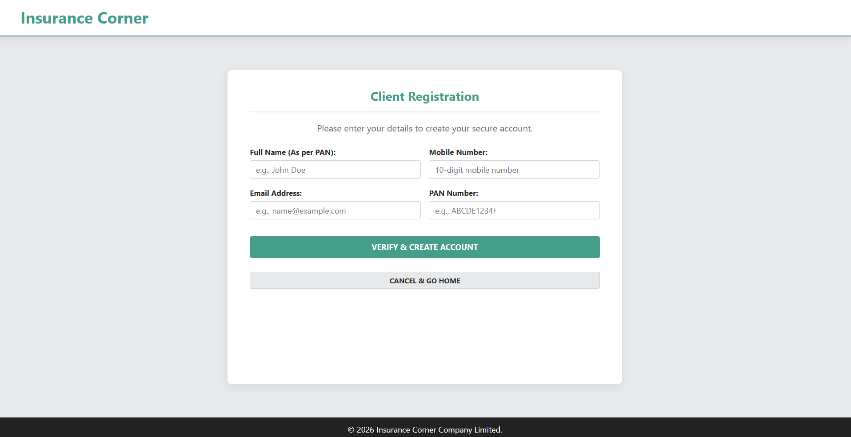 Insurance Corner
Client Registration
Please enter your details to create your secure account.
Full Name (As per PAN):
Mobile Number:
e.g., John Doe
10-digit mobile number
Email Address:
PAN Number:
e.g., name@example.com
e.g., ABCDE1234F
VERIFY & CREATE ACCOUNT
CANCEL & GO HOME
© 2026 Insurance Corner Company Limited.